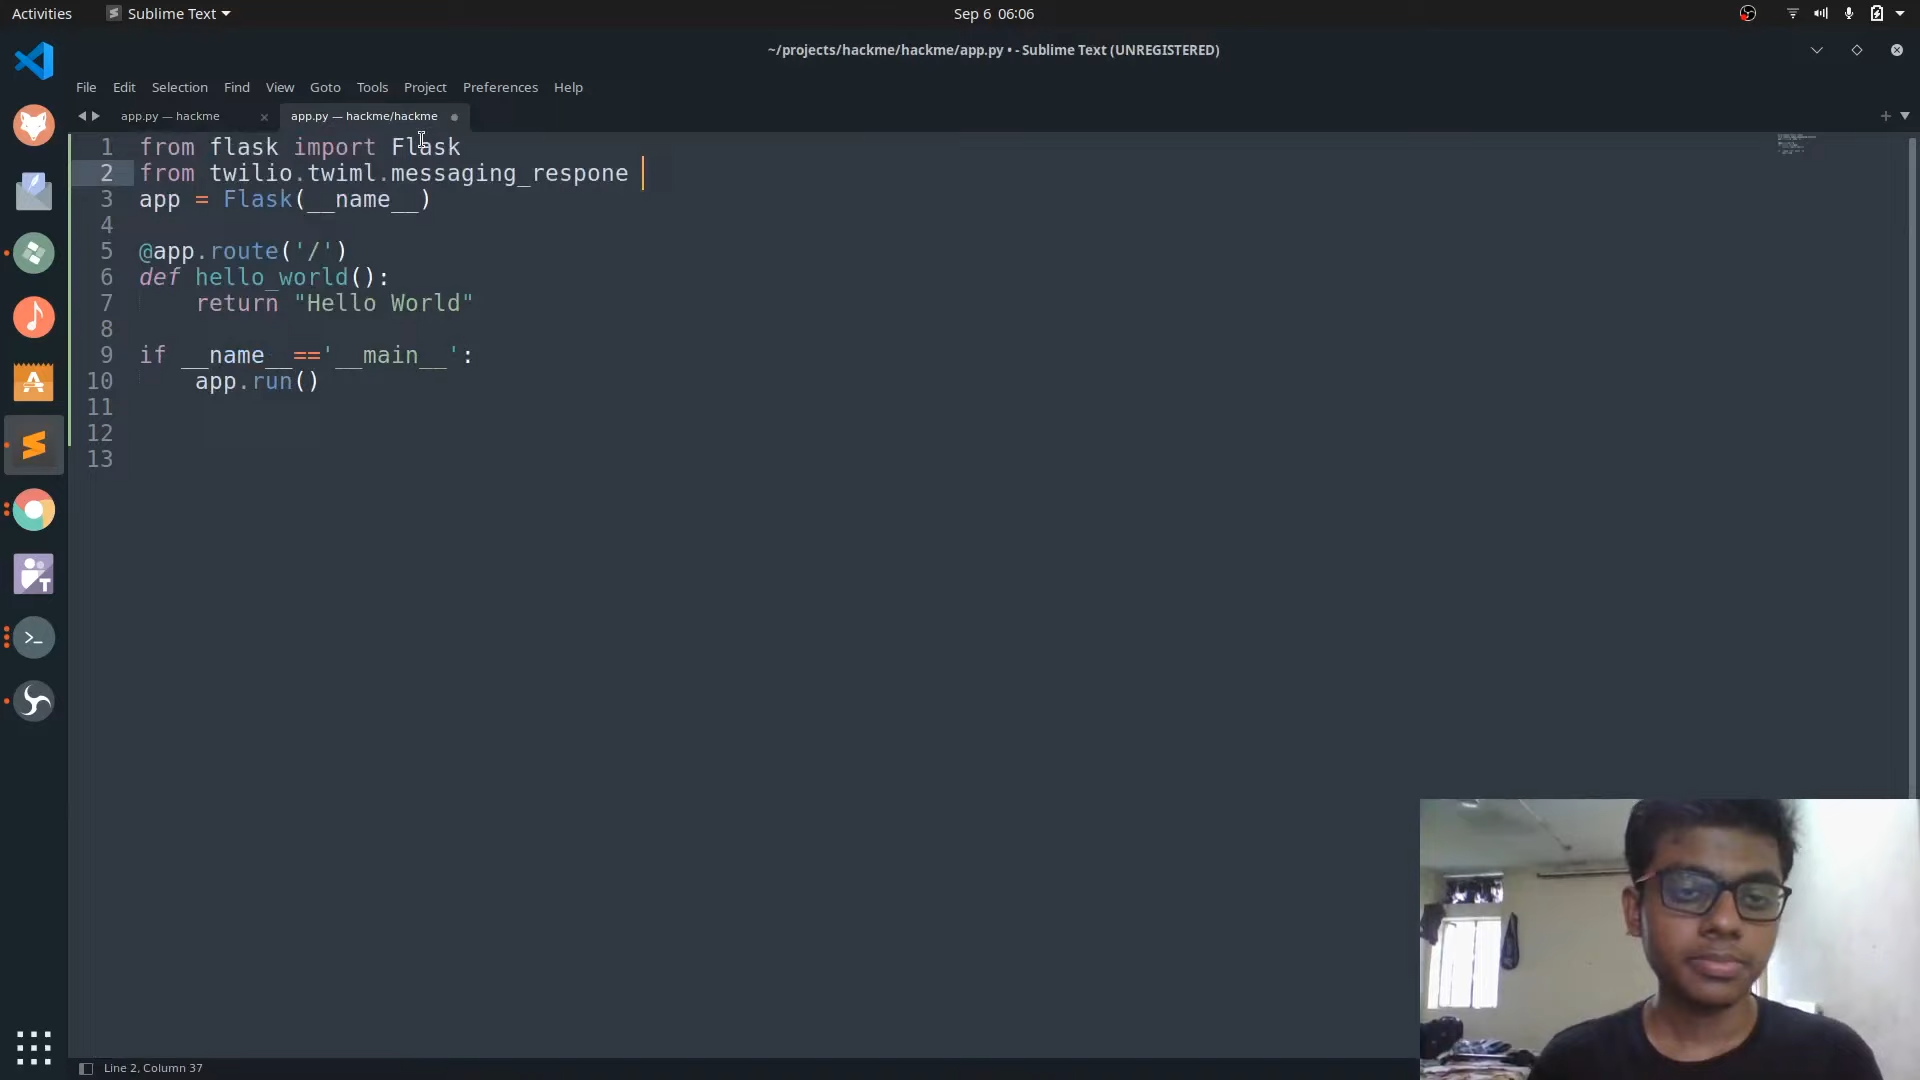 Activities
Sublime Text
Sep 6 06:06
~/projects/hackme/hackme/app.py • - Sublime Text (UNREGISTERED)
File Edit Selection Find View Goto Tools Project Preferences Help
app.py — hackme
app.py — hackme/hackme
1 from flask import Flask
2 from twilio.twiml.messaging_respone
3 app = Flask(__name__)
4
5 @app.route('/')
6 def hello_world():
7 return "Hello World"
8
9 if __name__=='__main__':
10 app.run()
11
12
13
Line 2, Column 37